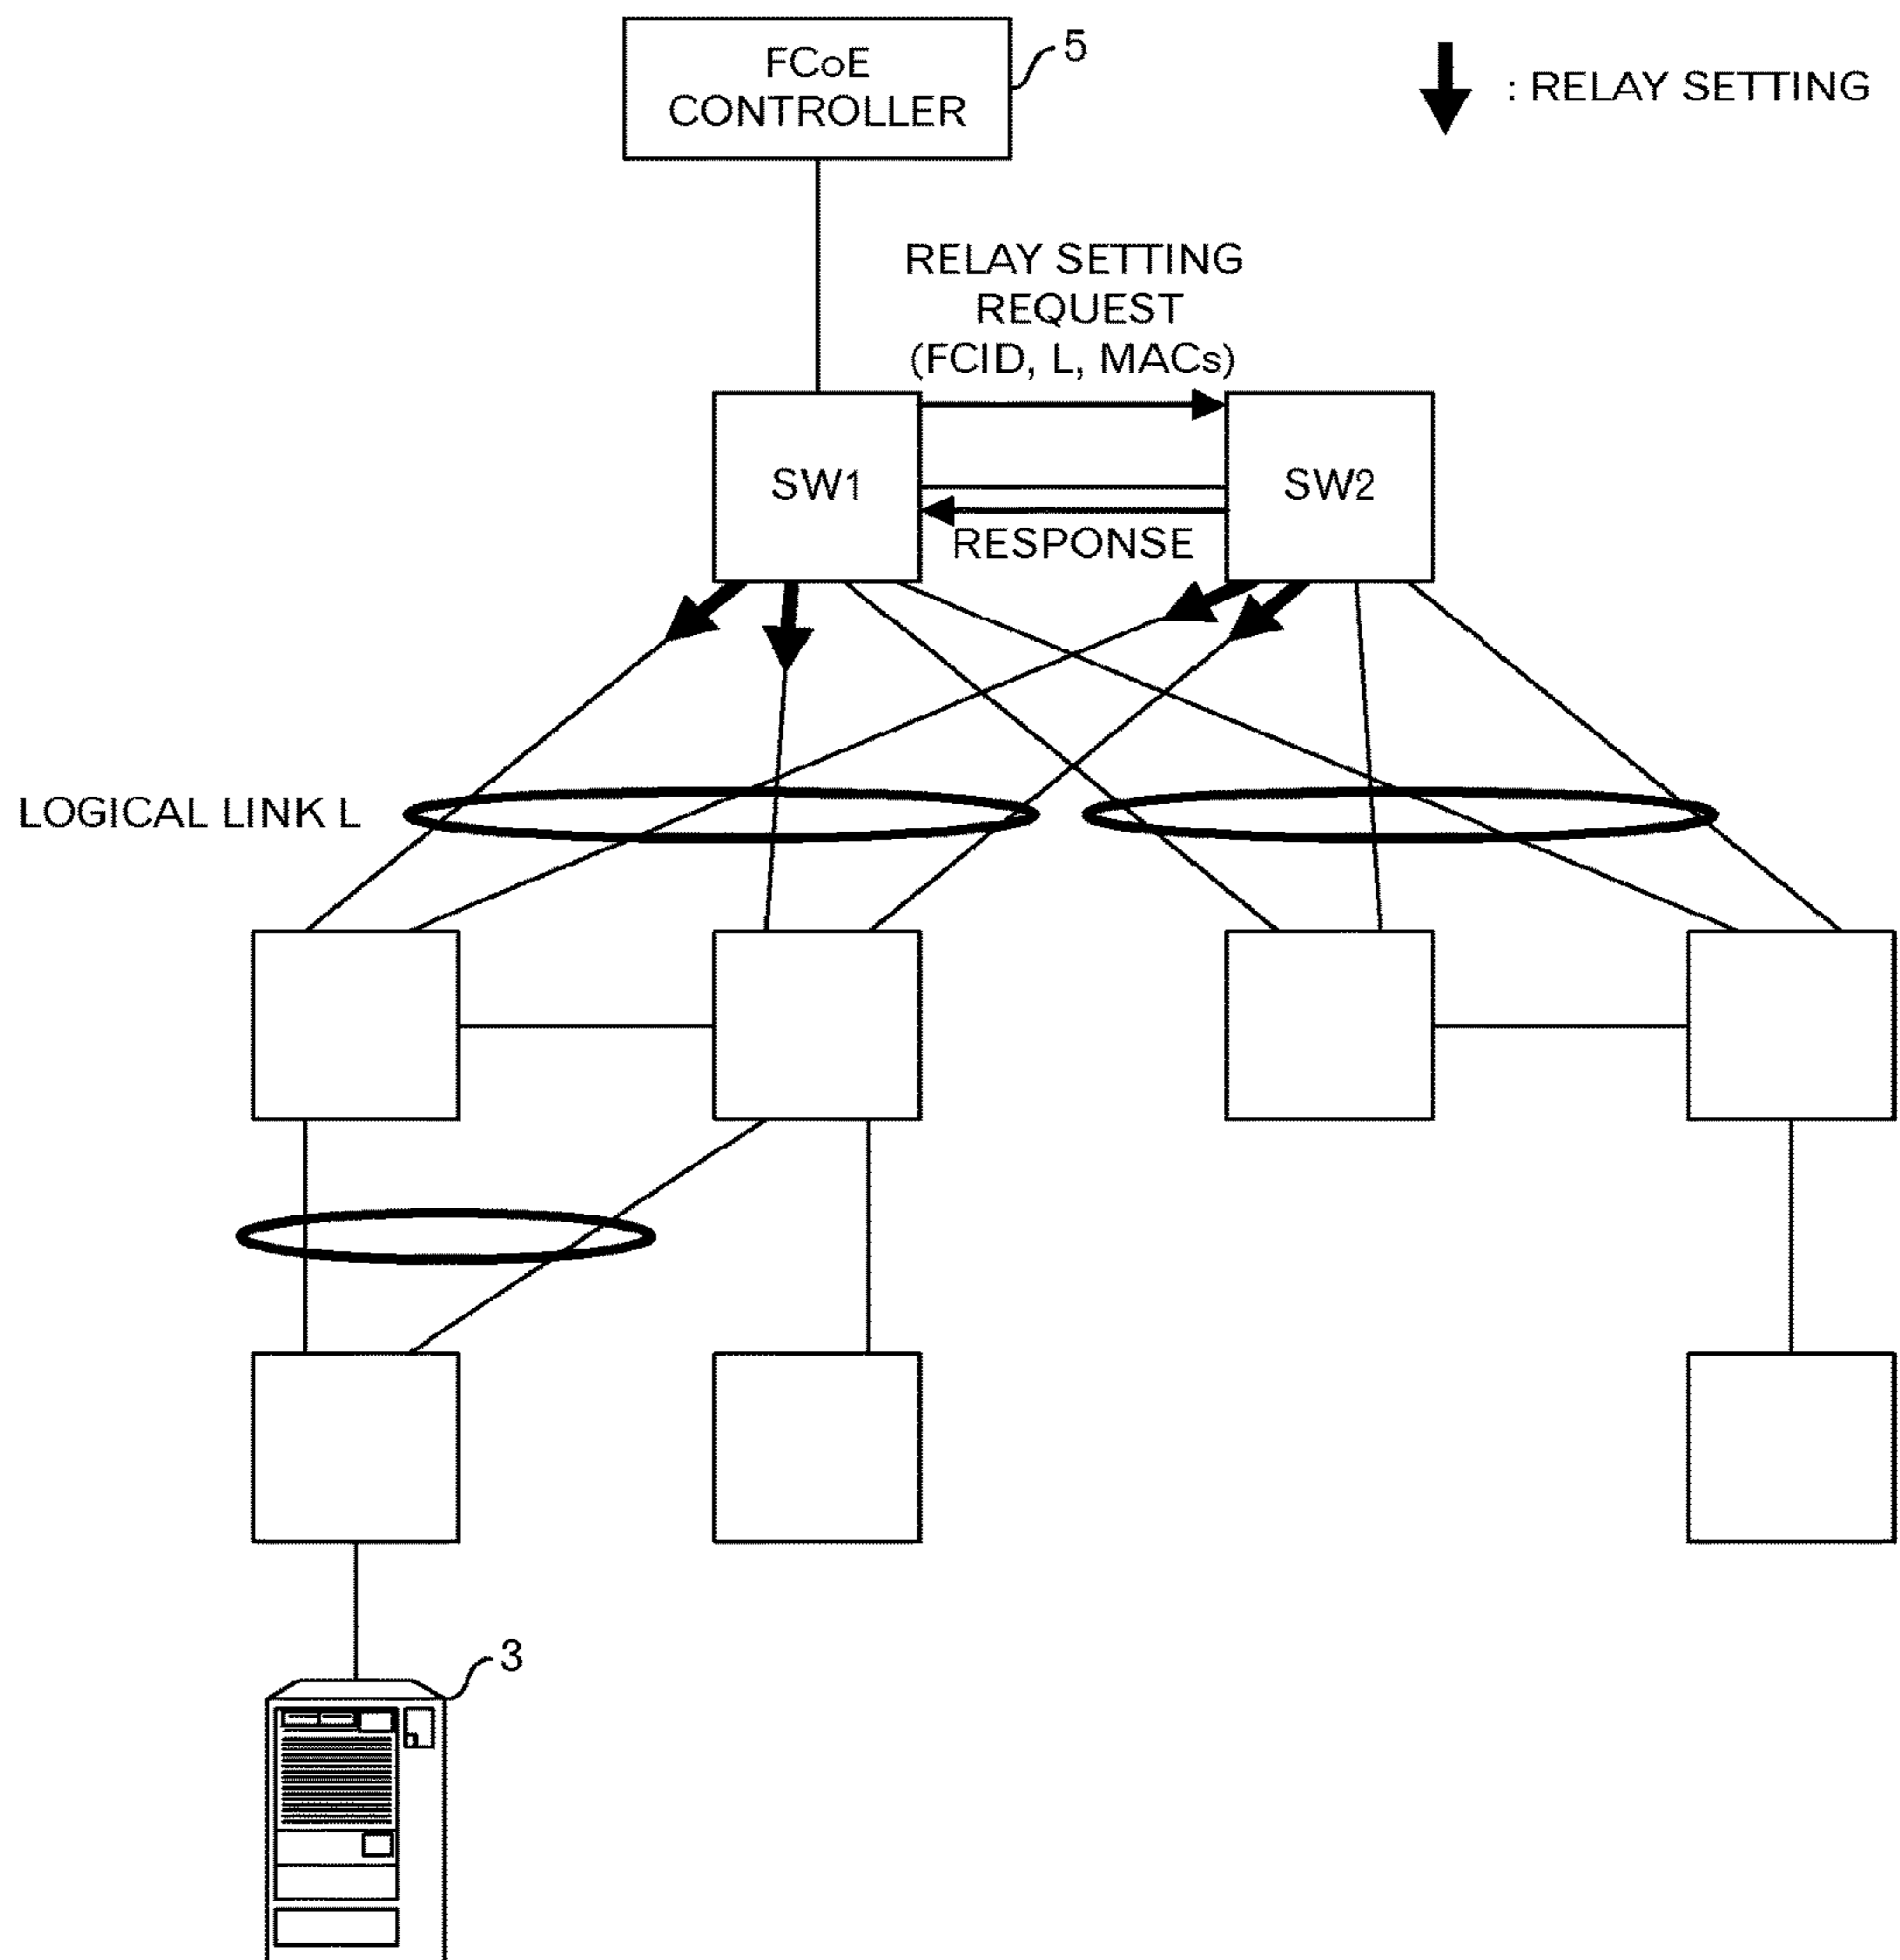 FCoE
CONTROLLER
5
: RELAY SETTING
RELAY SETTING
REQUEST
(FCID, L, MACs)
SW1
SW2
RESPONSE
LOGICAL LINK L
3